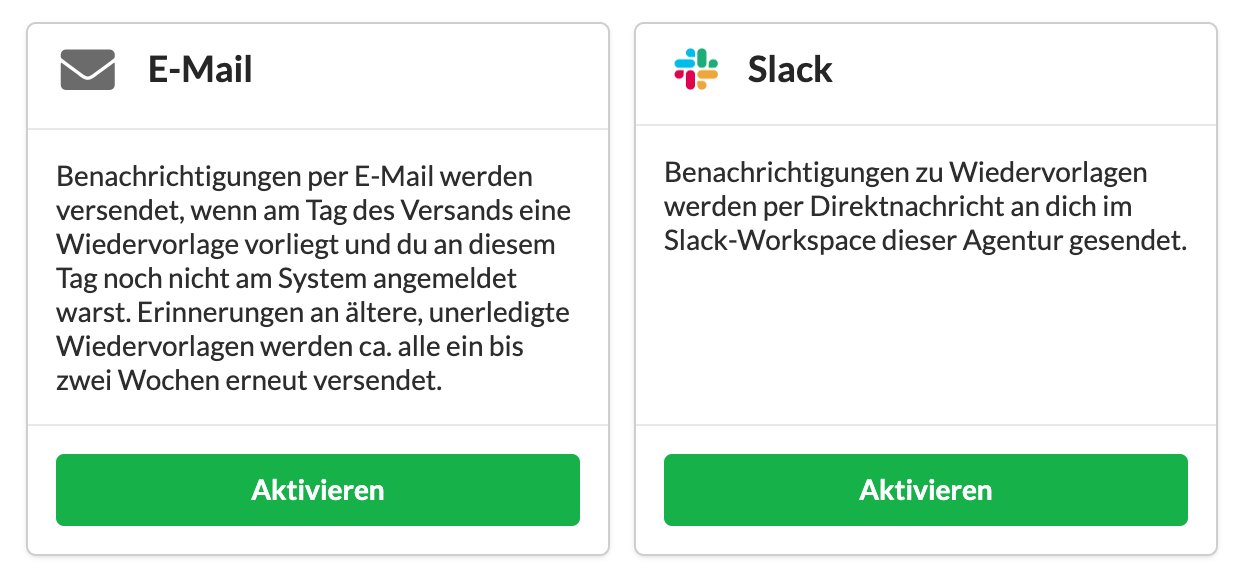 E-Mail
Benachrichtigungen per E-Mail werden
versendet, wenn am Tag des Versands eine
Wiedervorlage vorliegt und du an diesem
Tag noch nicht am System angemeldet
warst. Erinnerungen an ältere, unerledigte
Wiedervorlagen werden ca. alle ein bis
zwei Wochen erneut versendet.
Aktivieren
Slack
Benachrichtigungen zu Wiedervorlagen
werden per Direktnachricht an dich im
Slack-Workspace dieser Agentur gesendet.
Aktivieren